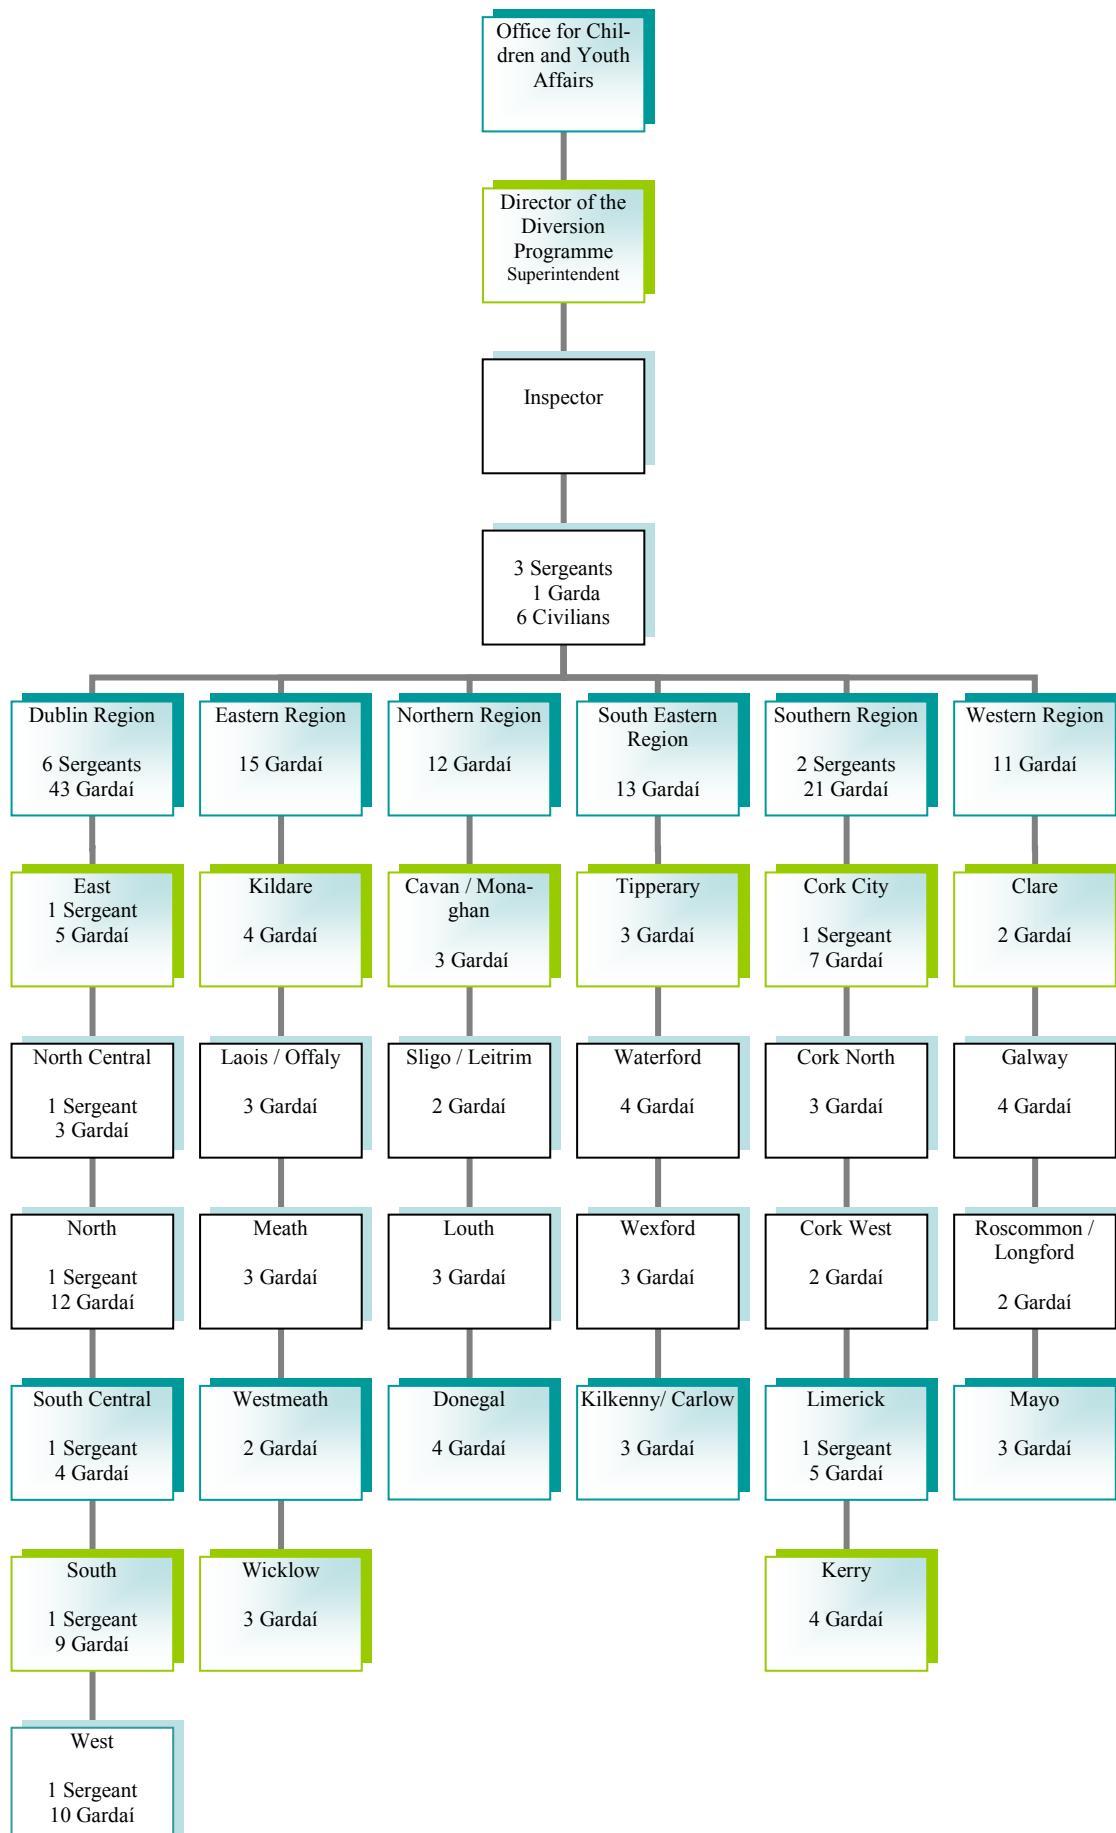 Office for Chil-
dren and Youth
Affairs
Director of the
Diversion
Programme
Superintendent
Inspector
3 Sergeants
1 Garda
6 Civilians
Dublin Region
6 Sergeants
43 Gardaí
Eastern Region
15 Gardaí
Northern Region
12 Gardaí
South Eastern
Region
13 Gardaí
Southern Region
2 Sergeants
21 Gardaí
Western Region
11 Gardaí
East
1 Sergeant
5 Gardaí
Kildare
4 Gardaí
Cavan / Mona-
ghan
3 Gardaí
Tipperary
3 Gardaí
Cork City
1 Sergeant
7 Gardaí
Clare
2 Gardaí
North Central
1 Sergeant
3 Gardaí
Laois / Offaly
3 Gardaí
Sligo / Leitrim
2 Gardaí
Waterford
4 Gardaí
Cork North
3 Gardaí
Galway
4 Gardaí
North
1 Sergeant
12 Gardaí
Meath
3 Gardaí
Louth
3 Gardaí
Wexford
3 Gardaí
Cork West
2 Gardaí
Roscommon /
Longford
2 Gardaí
South Central
1 Sergeant
4 Gardaí
Westmeath
2 Gardaí
Donegal
4 Gardaí
Kilkenny/ Carlow
3 Gardaí
Limerick
1 Sergeant
5 Gardaí
Mayo
3 Gardaí
South
1 Sergeant
9 Gardaí
Wicklow
3 Gardaí
Kerry
4 Gardaí
West
1 Sergeant
10 Gardaí